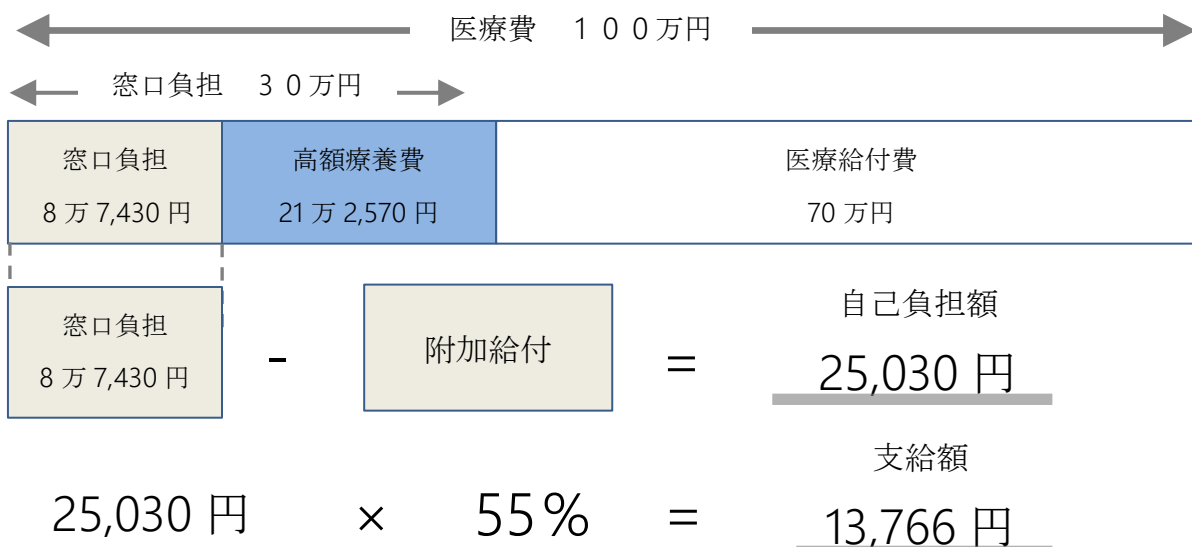 医療費 １００万円
窓口負担 ３０万円
窓口負担
8 万 7,430 円
高額療養費
21 万 2,570 円
医療給付費
70 万円
窓口負担
8 万 7,430 円
-
附加給付
=
自己負担額
25,030 円
25,030 円 × 55% =
支給額
13,766 円